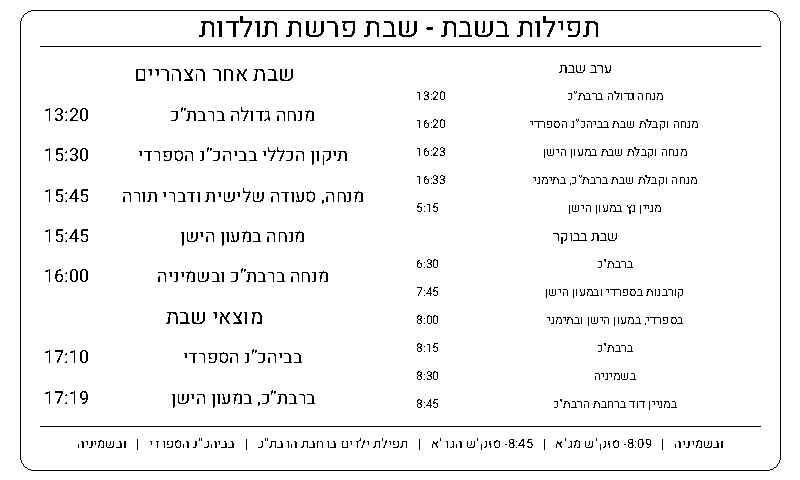 תפילות בשבת - שבת פרשת תולדות
ערב שבת
מנחה גדולה ברבת"כ 13:20
מנחה וקבלת שבת בביהכ"נ הספרדי 16:20
מנחה וקבלת שבת במעון הישן 16:23
מנחה וקבלת שבת ברבת"כ, בתימני 16:33
מניין נץ במעון הישן 5:15
שבת בבוקר
ברבת"כ 6:30
קורבנות בספרדי ובמעון הישן 7:45
בספרדי, במעון הישן ובתימני 8:00
ברבת"כ 8:15
בשמיניה 8:30
במניין דוד ברחבת הרבת"כ 8:45
שבת אחר הצהריים
מנחה גדולה ברבת"כ 13:20
תיקון הכללי בביהכ"נ הספרדי 15:30
מנחה, סעודה שלישית ודברי תורה 15:45
מנחה במעון הישן 15:45
מנחה ברבת"כ ובשמיניה 16:00
מוצאי שבת
בביהכ"נ הספרדי 17:10
ברבת"כ, במעון הישן 17:19
ובשמיניה | 8:09- סזק'ש מג'א | 8:45- סזק'ש הגר'א | תפילת ילדים ברחבת הרבת"כ | בביהכ"נ הספרדי | ובשמיניה